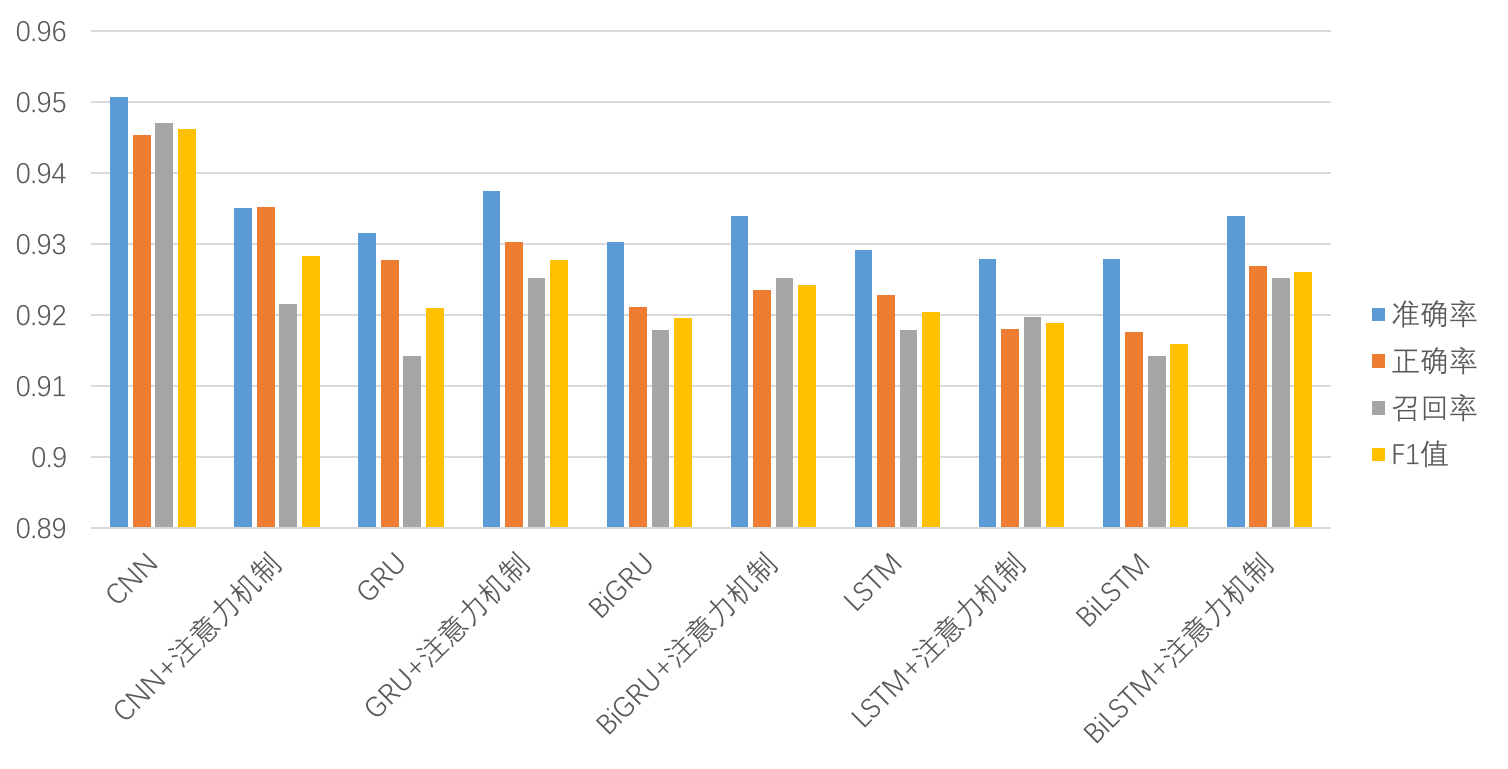 0.96
0.95
0.94
0.93
0.92
0.91
0.9
0.89
CNN
CNN+注意力机制
GRU
GRU+注意力机制
BiGRU
BiGRU+注意力机制
LSTM
LSTM+注意力机制
BiLSTM
BiLSTM+注意力机制
准确率
正确率
召回率
F1值